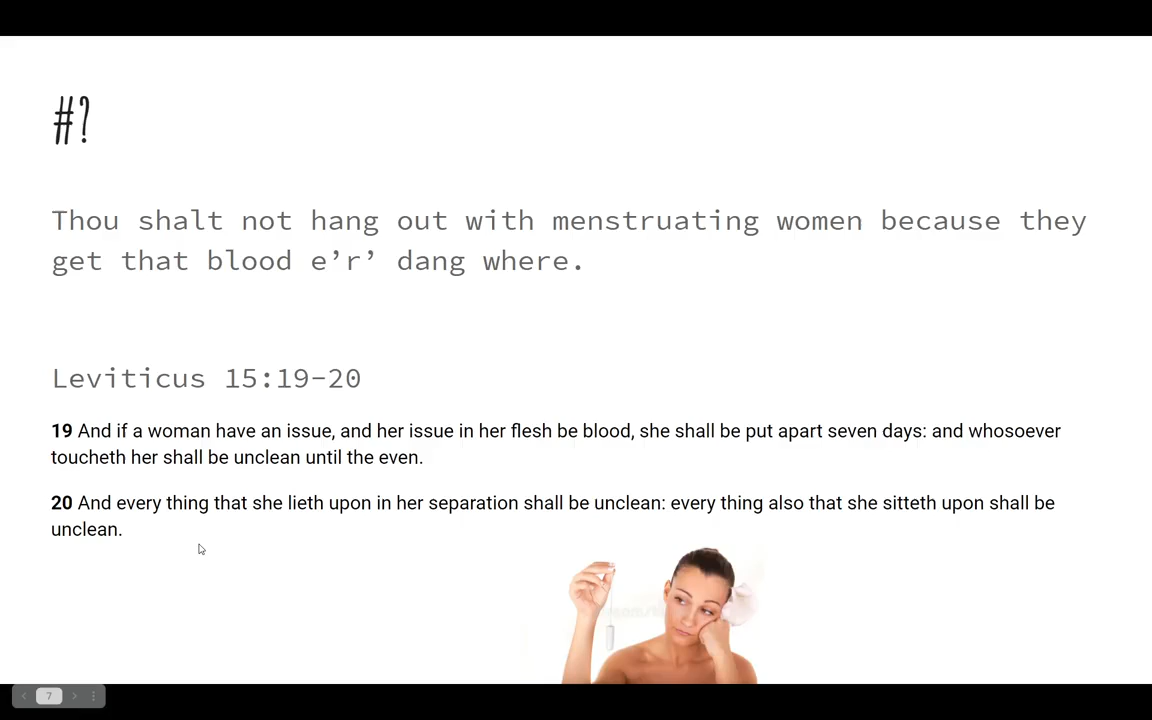 #?
Thou shalt not hang out with menstruating women because they
get that blood e’r’ dang where.
Leviticus 15:19-20
19 And if a woman have an issue, and her issue in her flesh be blood, she shall be put apart seven days: and whosoever
toucheth her shall be unclean until the even.
20 And every thing that she lieth upon in her separation shall be unclean: every thing also that she sitteth upon shall be
unclean.
7